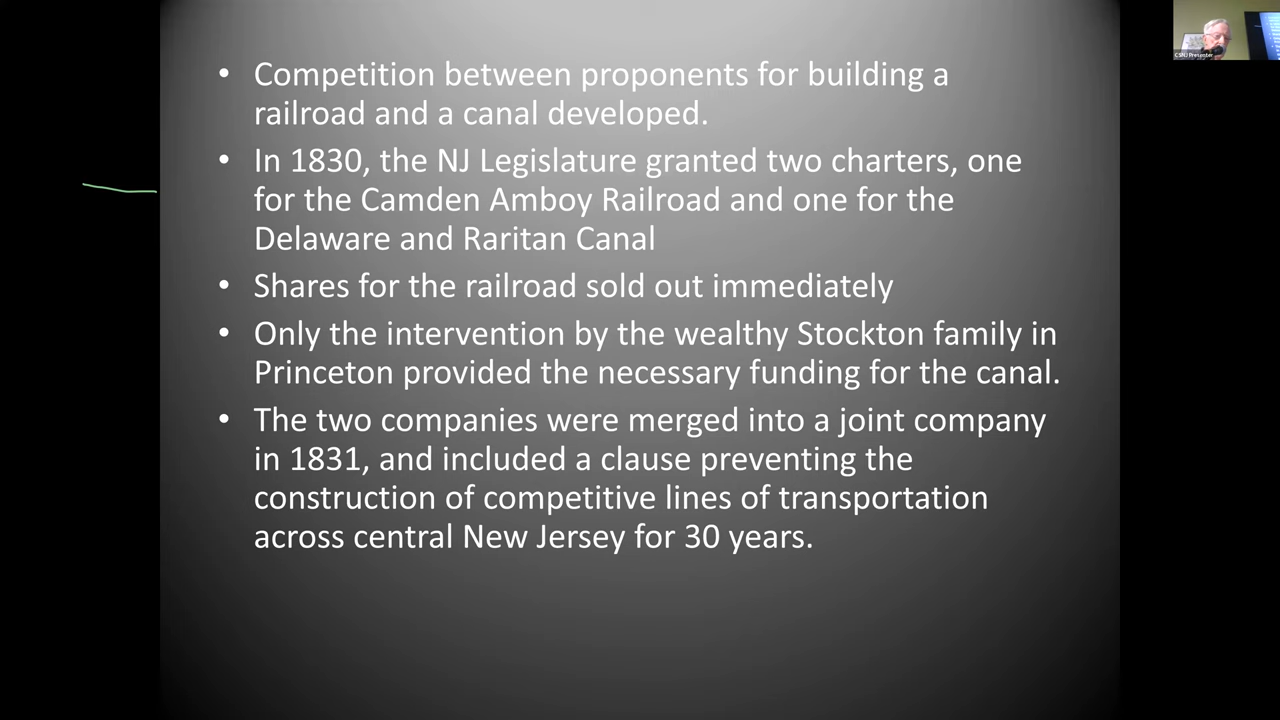 • Competition between proponents for building a
railroad and a canal developed.
• In 1830, the NJ Legislature granted two charters, one
for the Camden Amboy Railroad and one for the
Delaware and Raritan Canal
• Shares for the railroad sold out immediately
• Only the intervention by the wealthy Stockton family in
Princeton provided the necessary funding for the canal.
• The two companies were merged into a joint company
in 1831, and included a clause preventing the
construction of competitive lines of transportation
across central New Jersey for 30 years.
CSNJ Presenter